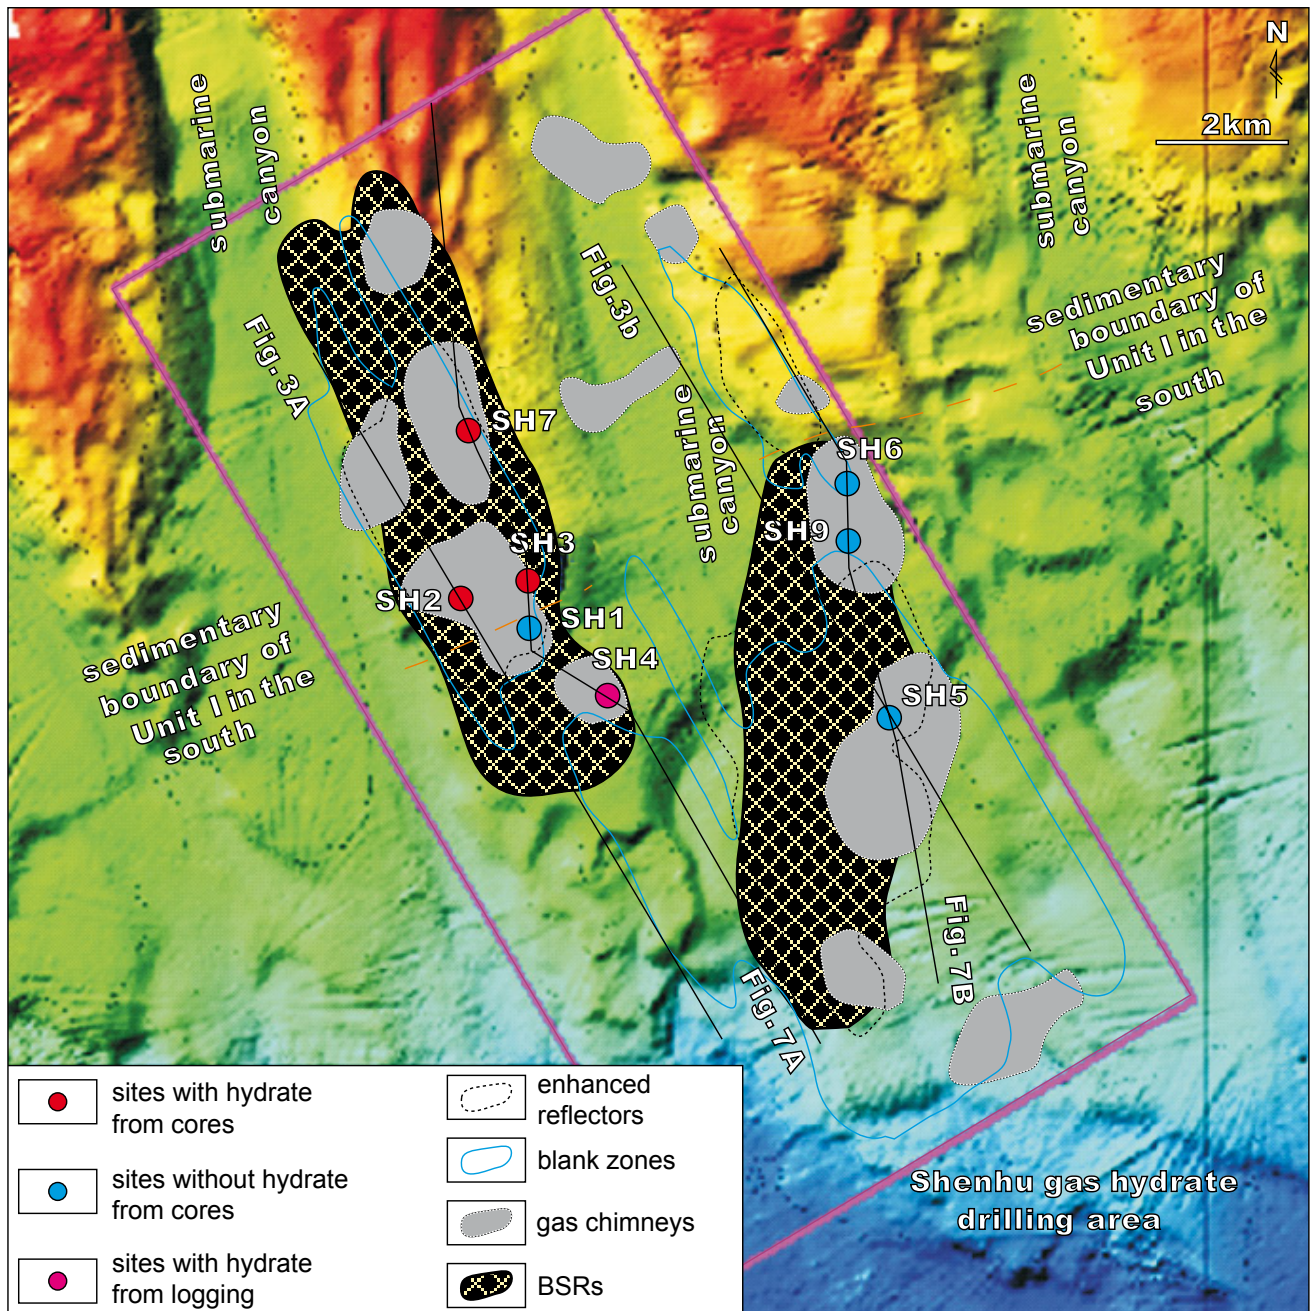 N
2km
submarine
canyon
submarine
canyon
sedimentary
boundary of
Unit I in the
south
Fig.3b
Fig. 3A
submarine
canyon
SH7
SH6
SH9
SH3
SH2
SH1
SH4
SH5
sedimentary
boundary of
Unit I in the
south
Fig. 7A
Fig. 7B
Shenhu gas hydrate
drilling area
sites with hydrate
from cores
sites without hydrate
from cores
sites with hydrate
from logging
enhanced
reflectors
blank zones
gas chimneys
BSRs